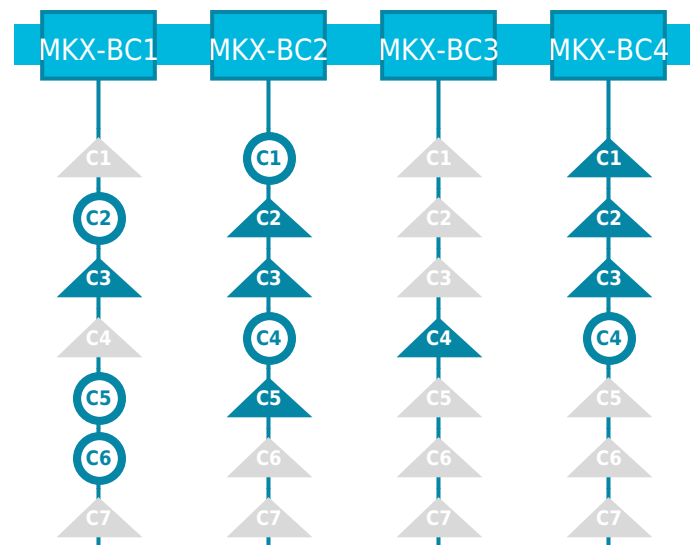 MKX-BC1 MKX-BC2 MKX-BC3 MKX-BC4
C1 C1 C1 C1
C2 C2 C2 C2
C3 C3 C3 C3
C4 C4 C4 C4
C5 C5 C5 C5
C6 C6 C6 C6
C7 C7 C7 C7